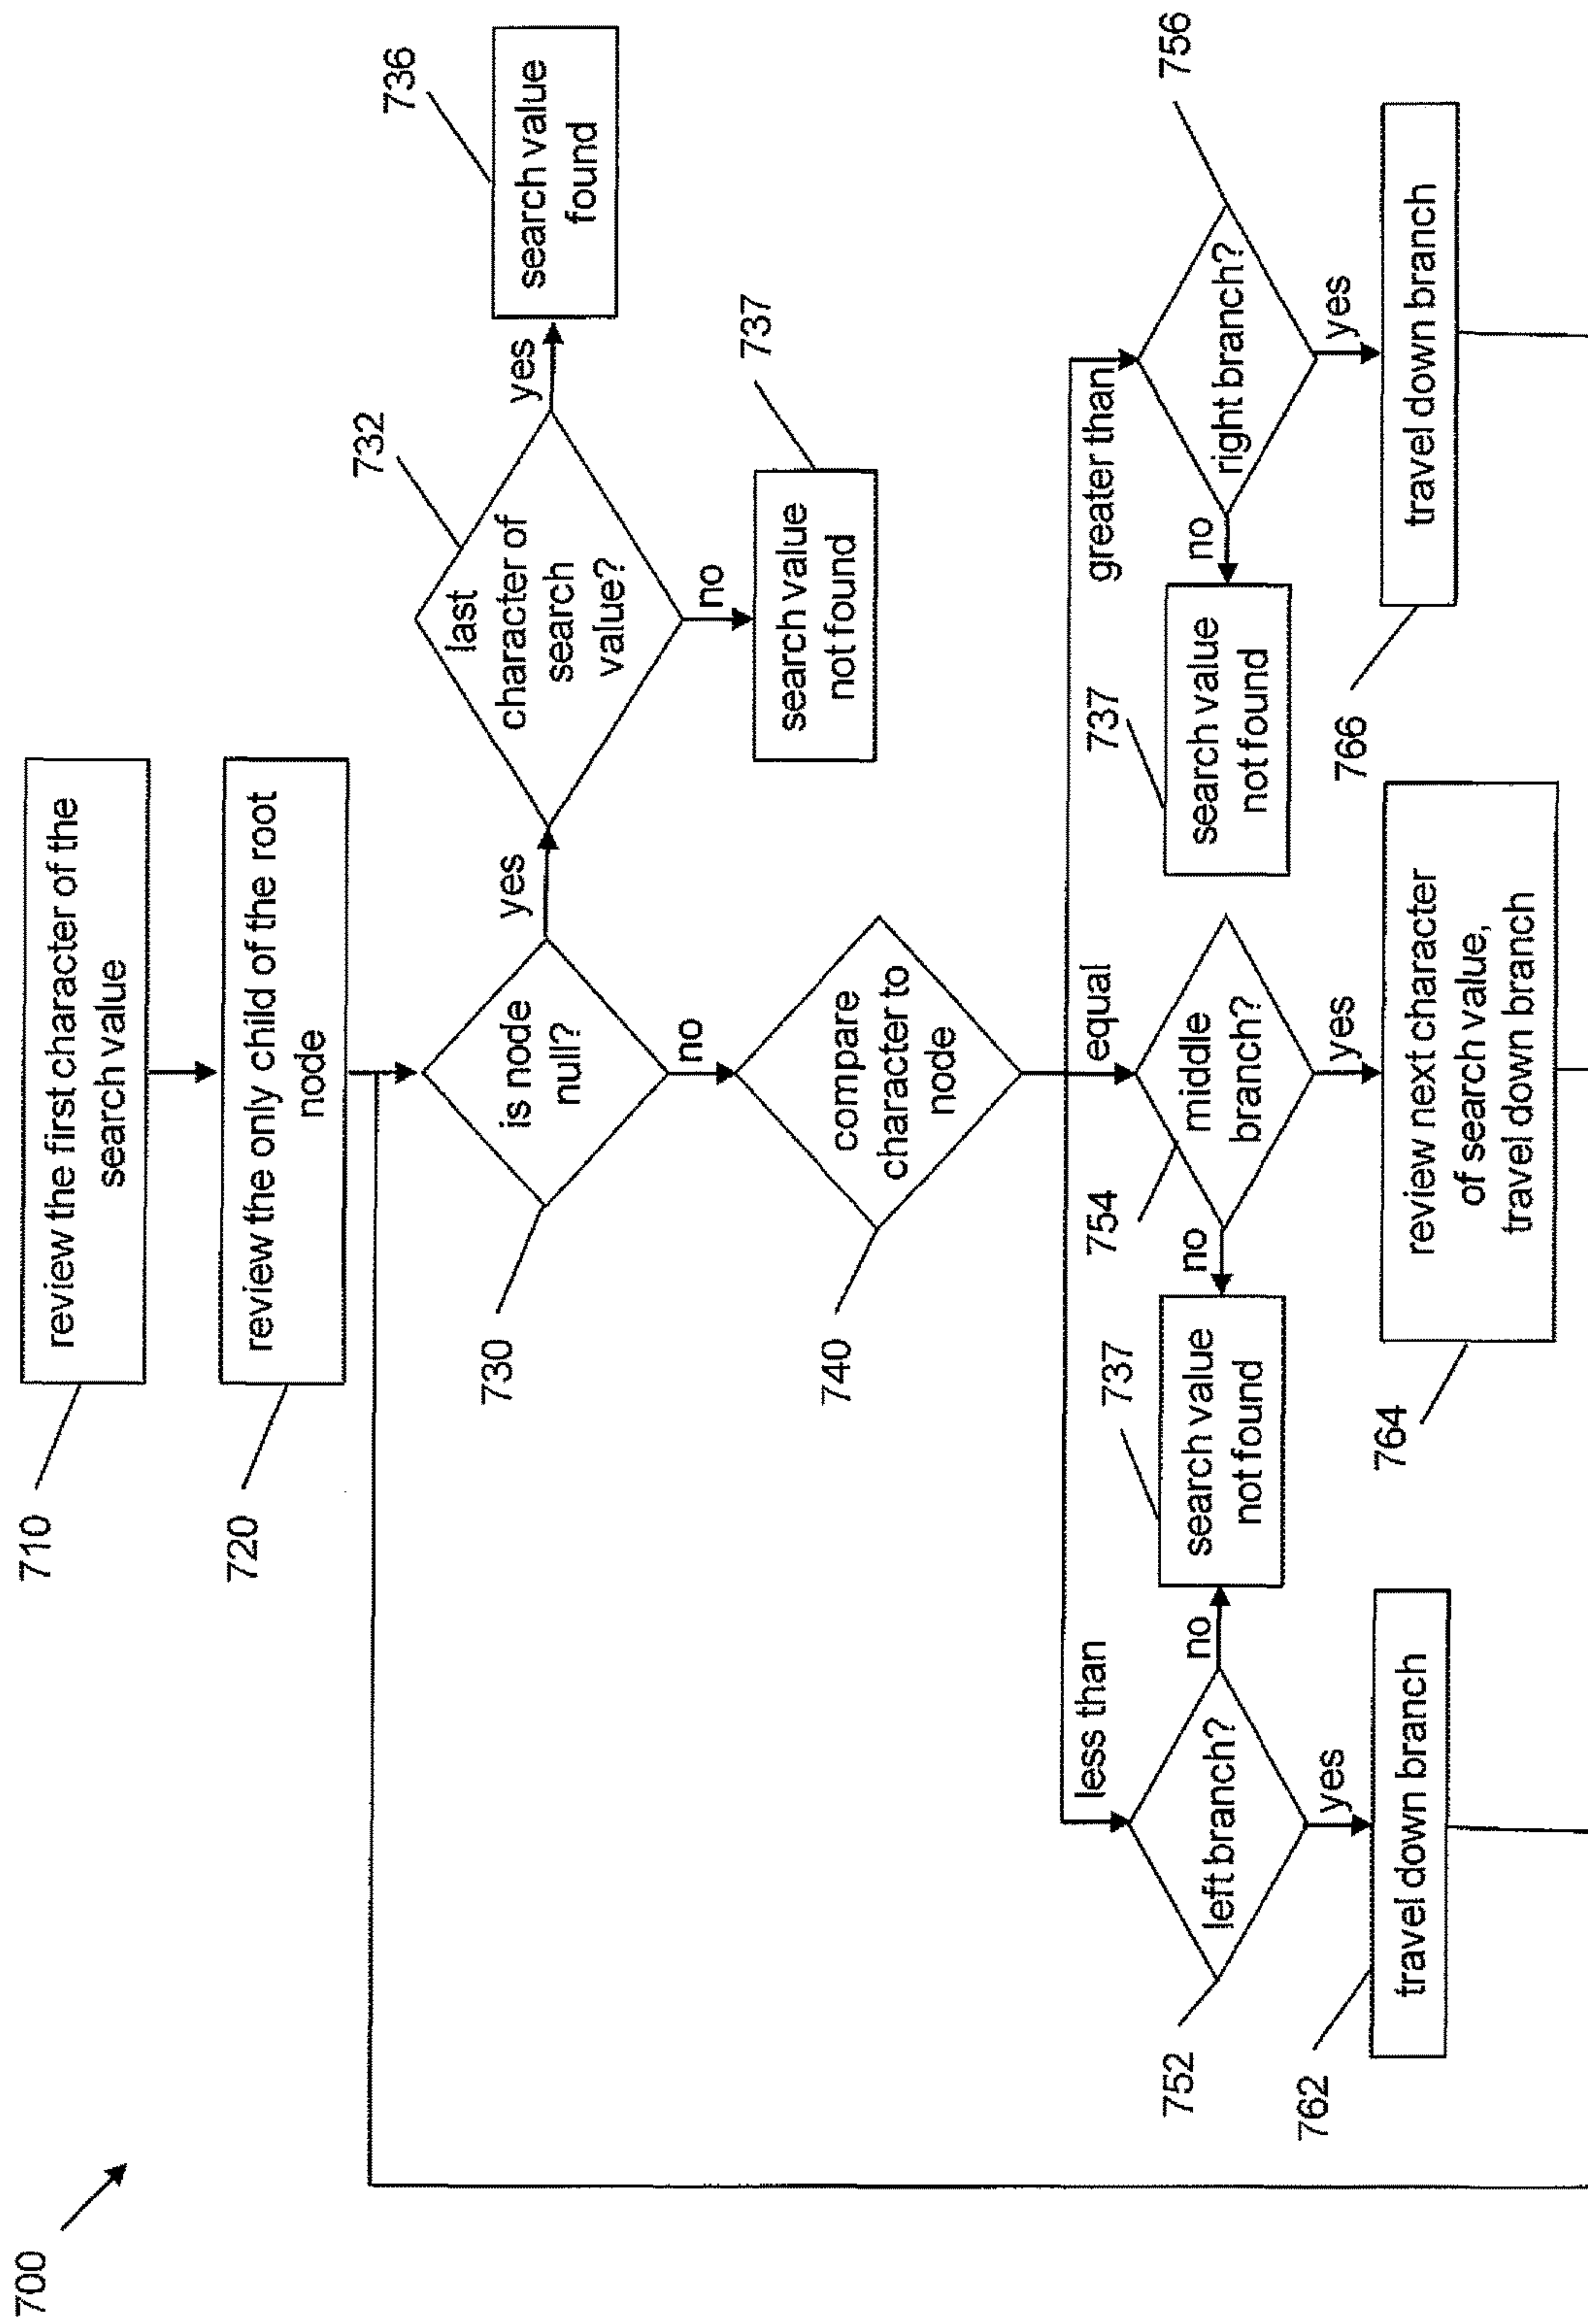 700
710
review the first character of the
search value
720
review the only child of the root
node
730
is node
null?
yes
732
last
character of
search
value?
yes
736
search value
found
no
737
search value
not found
no
740
compare
character to
node
less than
equal
greater than
752
left branch?
no
737
search value
not found
no
754
middle
branch?
737
search value
not found
no
right branch?
756
yes
yes
yes
762
travel down branch
764
review next character
of search value,
travel down branch
766
travel down branch